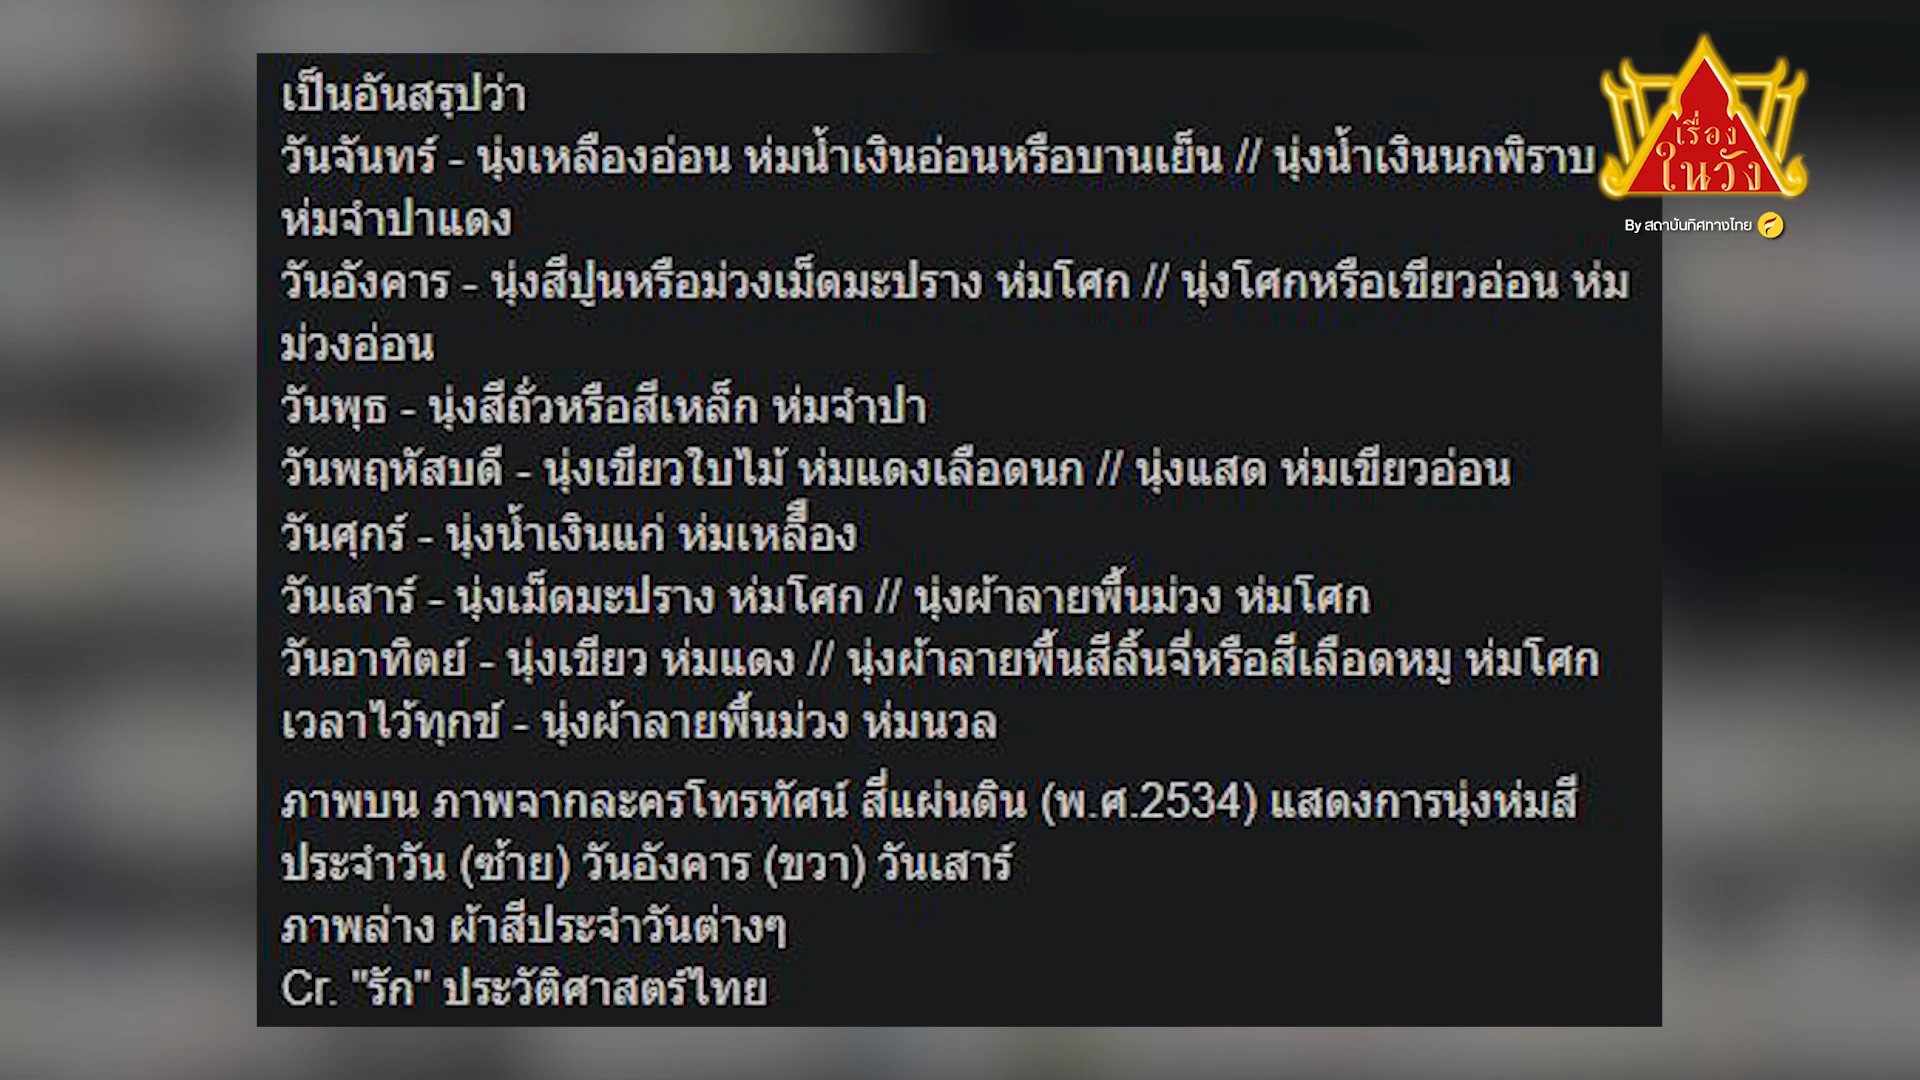 เป็นอันสรุปว่า
วันจันทร์ - นุ่งเหลืองอ่อน ห่มน้ำเงินอ่อนหรือบานเย็น // นุ่งน้ำเงินนกพิราบ
ห่มจำปาแดง
วันอังคาร - นุ่งสีปูนหรือม่วงเม็ดมะปราง ห่มโศก // นุ่งโศกหรือเขียวอ่อน ห่ม
ม่วงอ่อน
วันพุธ - นุ่งสีถั่วหรือสีเหล็ก ห่มจำปา
วันพฤหัสบดี - นุ่งเขียวใบไม้ ห่มแดงเลือดนก // นุ่งแสด ห่มเขียวอ่อน
วันศุกร์ - นุ่งน้ำเงินแก่ ห่มเหลือง
วันเสาร์ - นุ่งเม็ดมะปราง ห่มโศก // นุ่งผ้าลายพื้นม่วง ห่มโศก
วันอาทิตย์ - นุ่งเขียว ห่มแดง // นุ่งผ้าลายพื้นสีลิ้นจี่หรือสีเลือดหมู ห่มโศก
เวลาไว้ทุกข์ - นุ่งผ้าลายพื้นม่วง ห่มนวล
ภาพบน ภาพจากละครโทรทัศน์ สี่แผ่นดิน (พ.ศ.2534) แสดงการนุ่งห่มสี
ประจำวัน (ซ้าย) วันอังคาร (ขวา) วันเสาร์
ภาพล่าง ผ้าสีประจำวันต่างๆ
Cr. "รัก" ประวัติศาสตร์ไทย
เรื่อง
ในวัง
By สถาบันทิศทางไทย